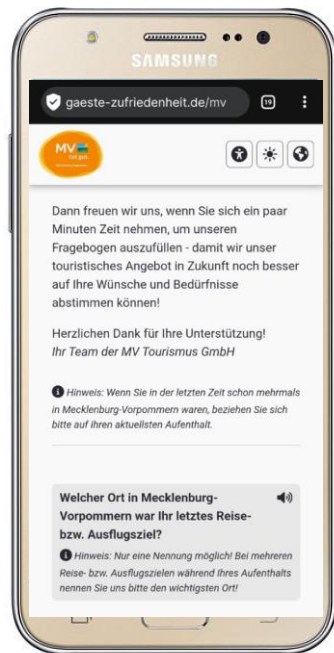 SAMSUNG
gaeste-zufriedenheit.de/mv
19
MV
tut gut.
Dann freuen wir uns, wenn Sie sich ein paar
Minuten Zeit nehmen, um unseren
Fragebogen auszufüllen - damit wir unser
touristisches Angebot in Zukunft noch besser
auf Ihre Wünsche und Bedürfnisse
abstimmen können!
Herzlichen Dank für Ihre Unterstützung!
Ihr Team der MV Tourismus GmbH
Hinweis: Wenn Sie in der letzten Zeit schon mehrmals
in Mecklenburg-Vorpommern waren, beziehen Sie sich
bitte auf ihren aktuellsten Aufenthalt.
Welcher Ort in Mecklenburg-
Vorpommern war Ihr letztes Reise-
bzw. Ausflugsziel?
Hinweis: Nur eine Nennung möglich! Bei mehreren
Reise- bzw. Ausflugszielen während Ihres Aufenthalts
nennen Sie uns bitte den wichtigsten Ort!